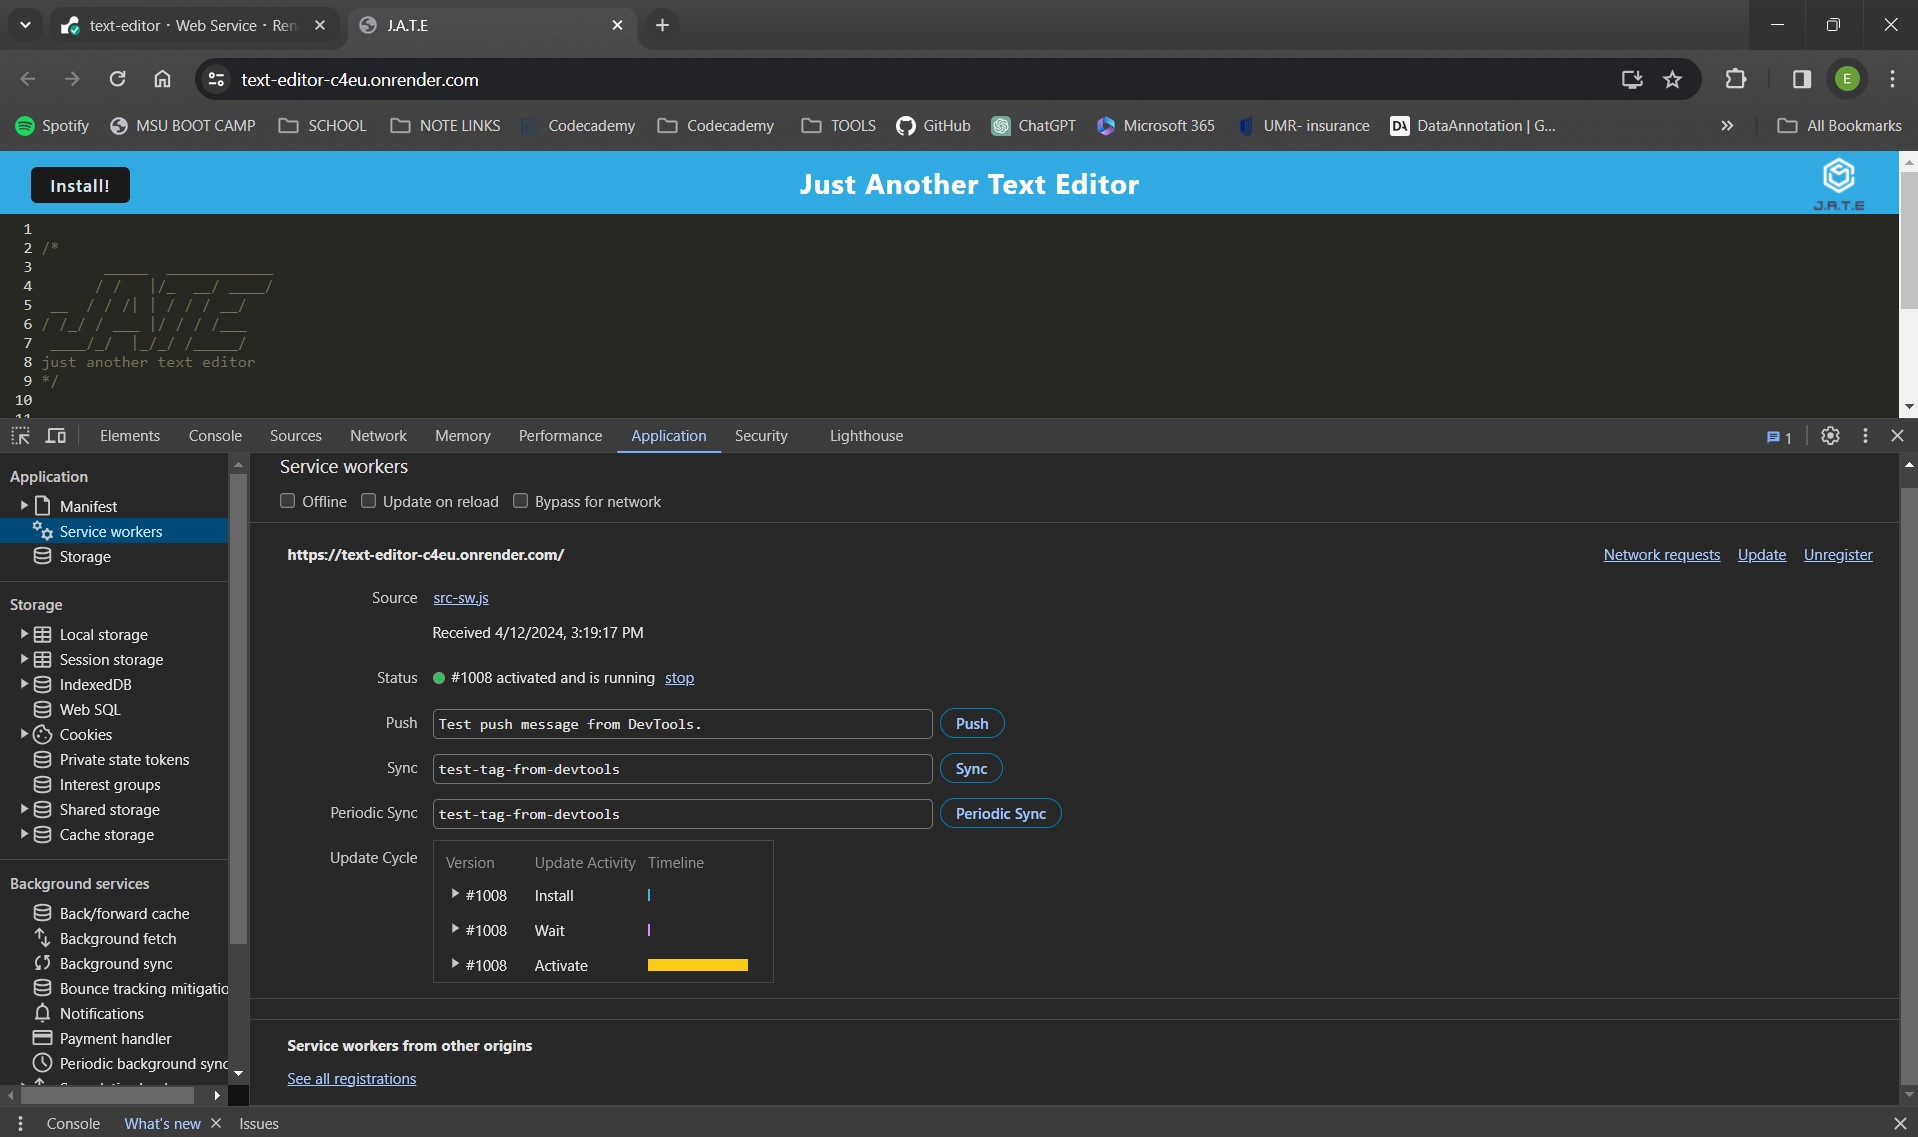 text-editor · Web Service · Ren
J.A.T.E
text-editor-c4eu.onrender.com
E
Spotify
MSU BOOT CAMP
SCHOOL
NOTE LINKS
Codecademy
Codecademy
TOOLS
GitHub
ChatGPT
Microsoft 365
UMR- insurance
DataAnnotation | G...
All Bookmarks
Install!
Just Another Text Editor
J.A.T.E
1
2 /*
3
4
5
6
7
8 just another text editor
9 */
10
Elements Console Sources Network Memory Performance Application Security Lighthouse
1
Application
Manifest
Service workers
Storage
Storage
Local storage
Session storage
IndexedDB
Web SQL
Cookies
Private state tokens
Interest groups
Shared storage
Cache storage
Background services
Back/forward cache
Background fetch
Background sync
Bounce tracking mitigatio
Notifications
Payment handler
Periodic background sync
Service workers
Offline Update on reload Bypass for network
https://text-editor-c4eu.onrender.com/
Network requests Update Unregister
Source src-sw.js
Received 4/12/2024, 3:19:17 PM
Status #1008 activated and is running stop
Push Test push message from DevTools. Push
Sync test-tag-from-devtools Sync
Periodic Sync test-tag-from-devtools Periodic Sync
Update Cycle
Version Update Activity Timeline
#1008 Install
#1008 Wait
#1008 Activate
Service workers from other origins
See all registrations
Console What's new Issues